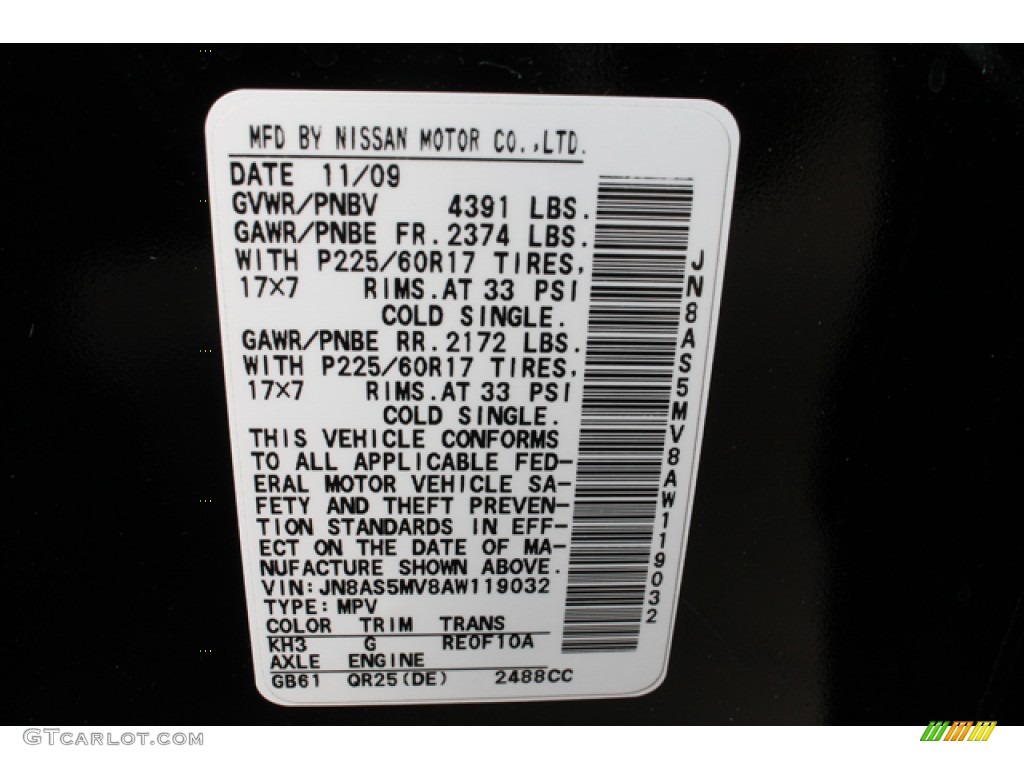 MFD BY NISSAN MOTOR CO.,LTD.
DATE 11/09
GVWR/PNBV 4391 LBS.
GAWR/PNBE FR.2374 LBS.
WITH P225/60R17 TIRES,
17×7 RIMS.AT 33 PSI
COLD SINGLE.
GAWR/PNBE RR.2172 LBS.
WITH P225/60R17 TIRES,
17×7 RIMS.AT 33 PSI
COLD SINGLE.
THIS VEHICLE CONFORMS
TO ALL APPLICABLE FED-
ERAL MOTOR VEHICLE SA-
FETY AND THEFT PREVEN-
TION STANDARDS IN EFF-
ECT ON THE DATE OF MA-
NUFACTURE SHOWN ABOVE.
VIN:JN8AS5MV8AW119032
TYPE:MPV
COLOR TRIM TRANS
KH3 G RE0F10A
AXLE ENGINE
GB61 QR25(DE) 2488CC
JN8AS5MV8AW119032
GTcarlot.com